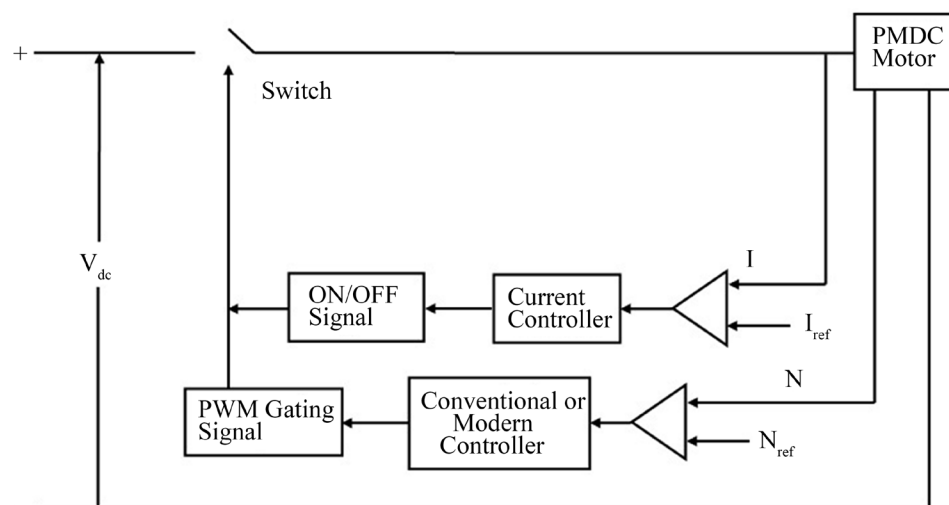 +
PMDC
Motor
Switch
V_dc
I
ON/OFF
Signal
Current
Controller
I_ref
N
PWM Gating
Signal
Conventional or
Modern
Controller
N_ref